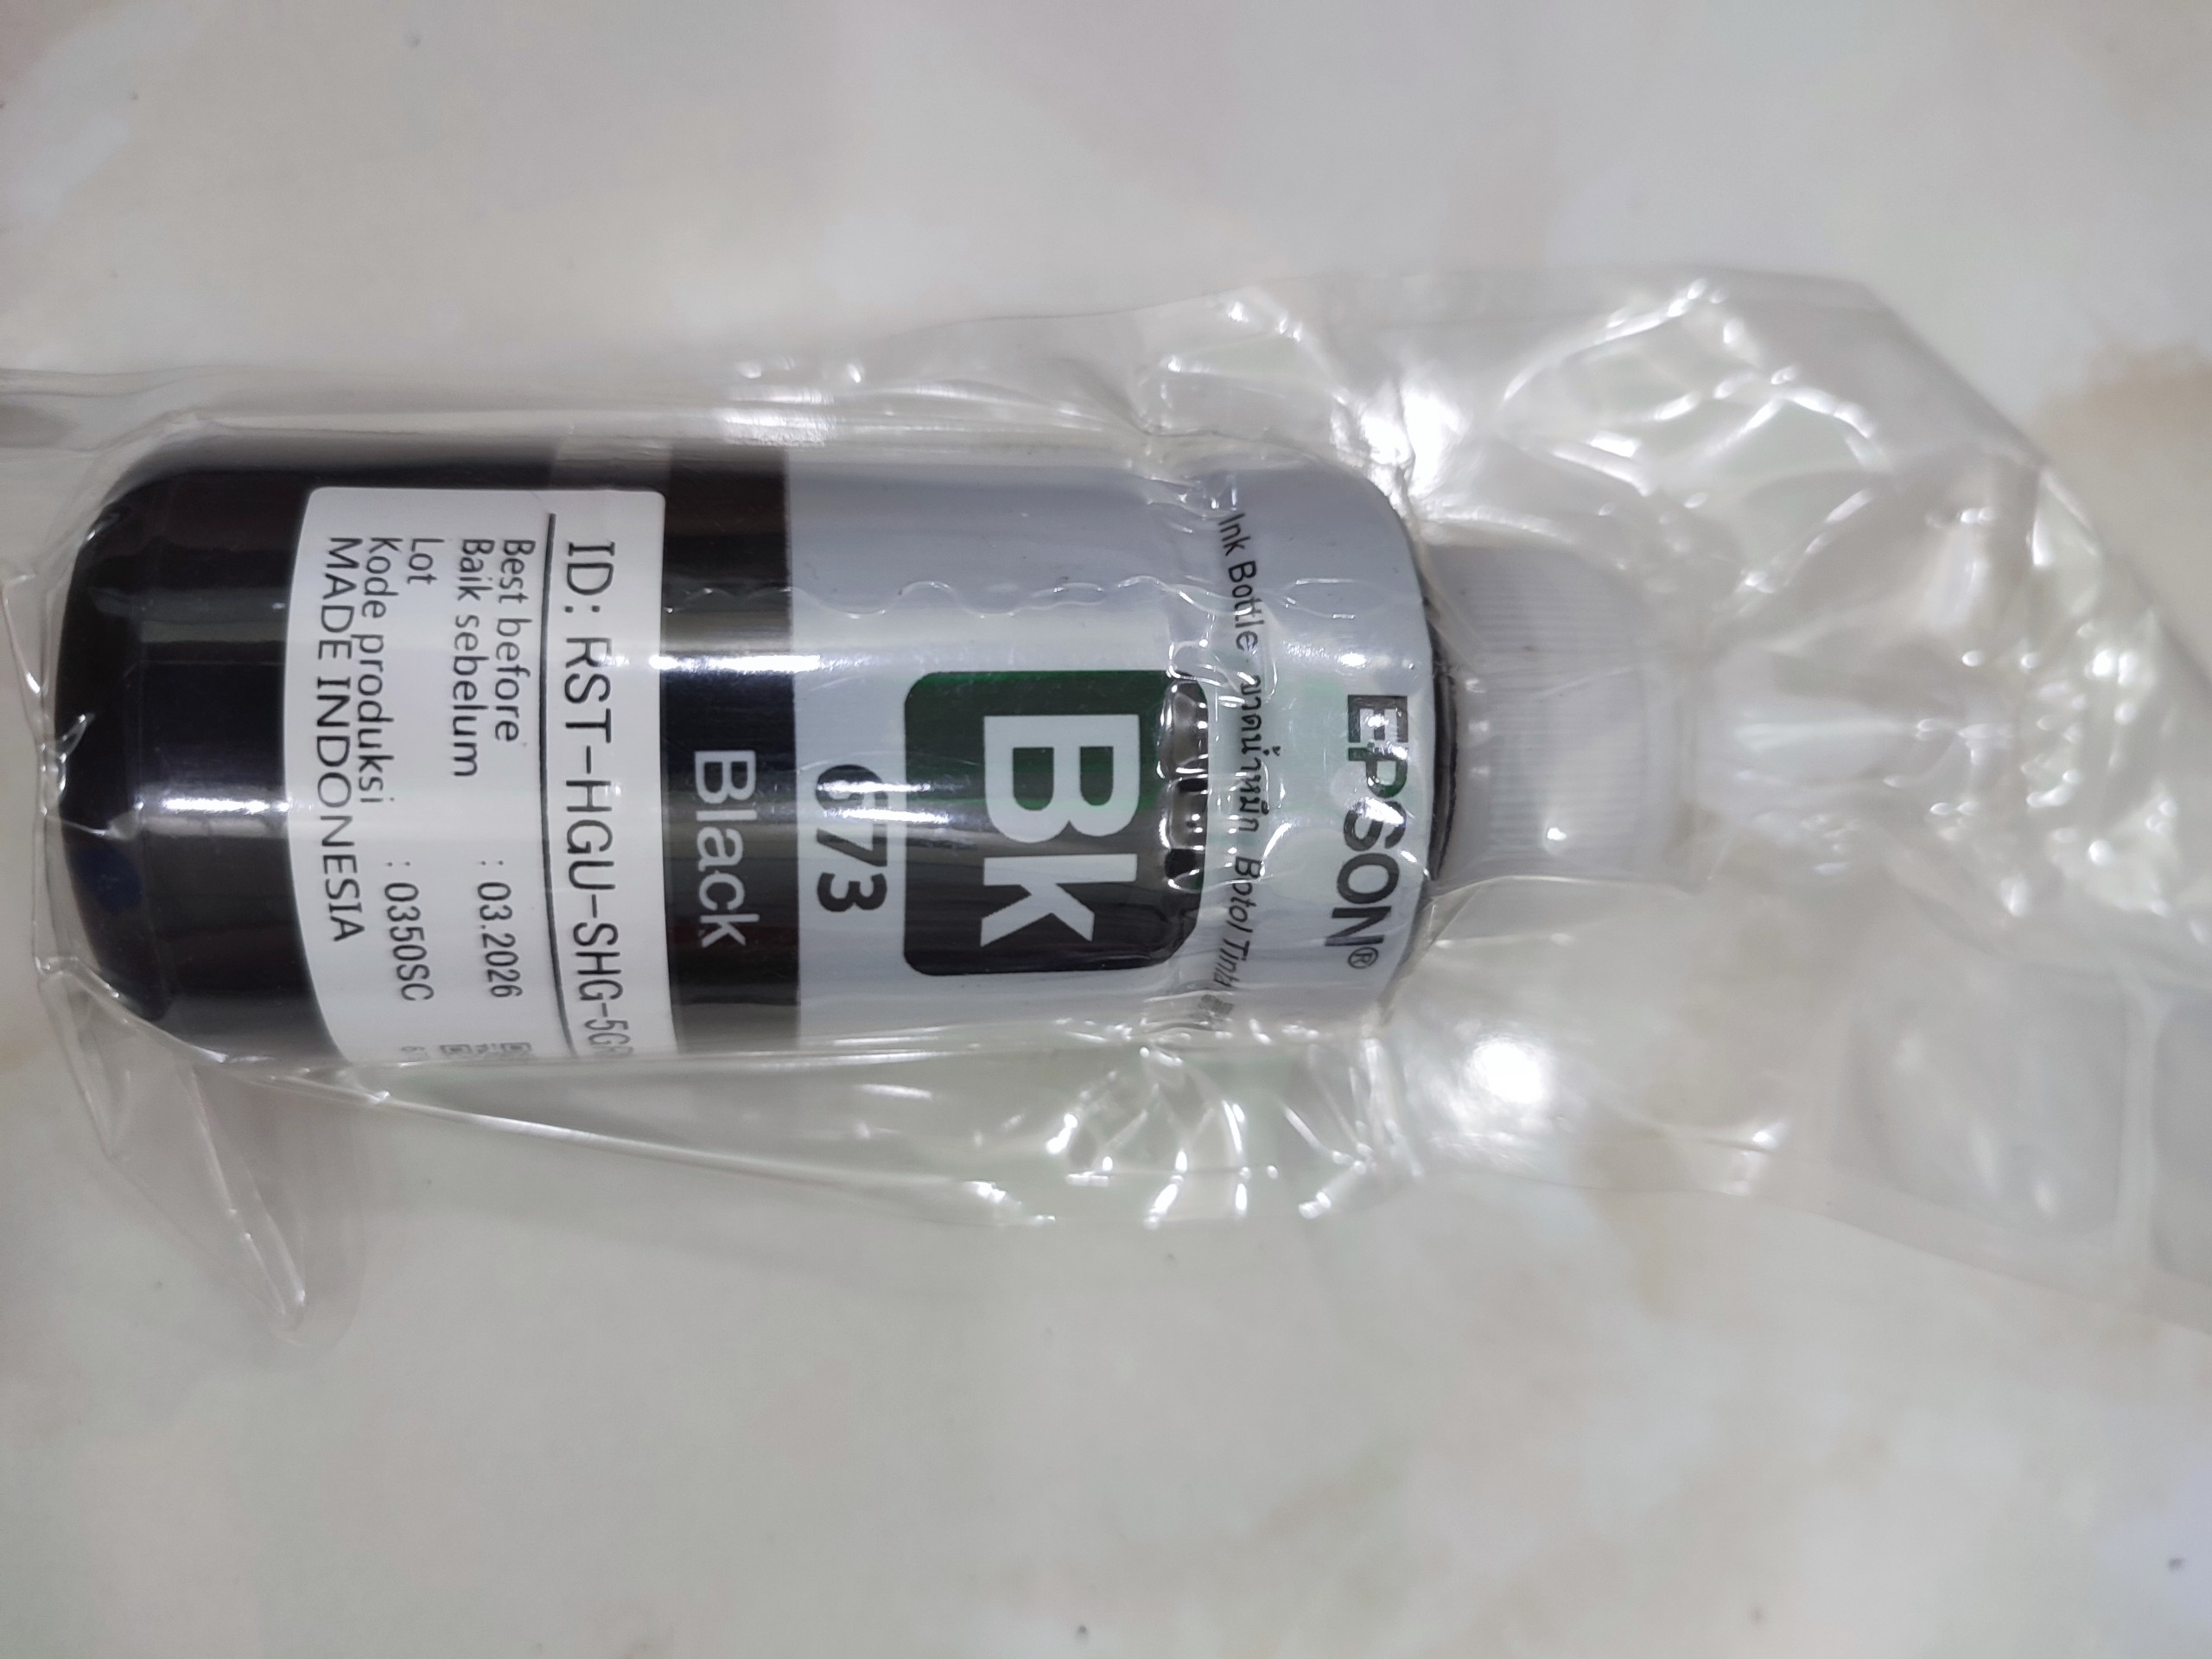 EPSON®
Ink Bottle ขวดน้ำหมึก Botol Tinta
BK
673
Black
ID: RST-HGU-SHG-5G
Best before
Baik sebelum : 03.2026
Lot
Kode produksi : 0350SC
MADE INDONESIA